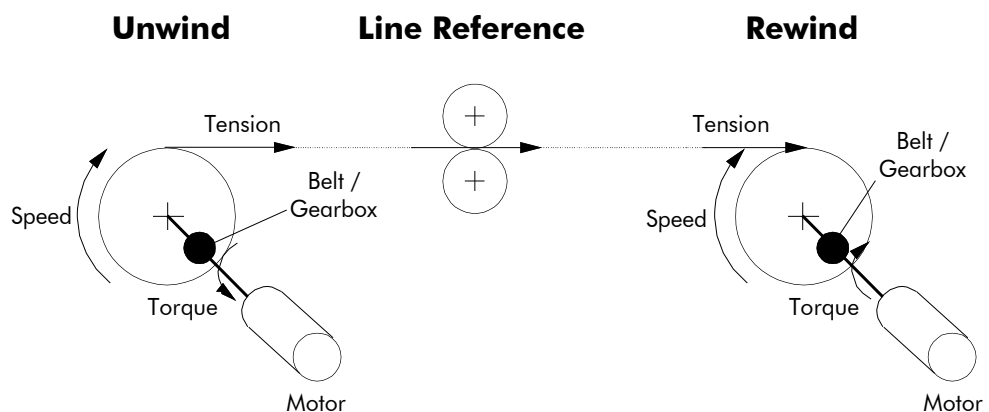 Unwind
Line Reference
Rewind
Tension
Tension
Belt /
Gearbox
Belt /
Gearbox
Speed
Speed
Torque
Torque
Motor
Motor